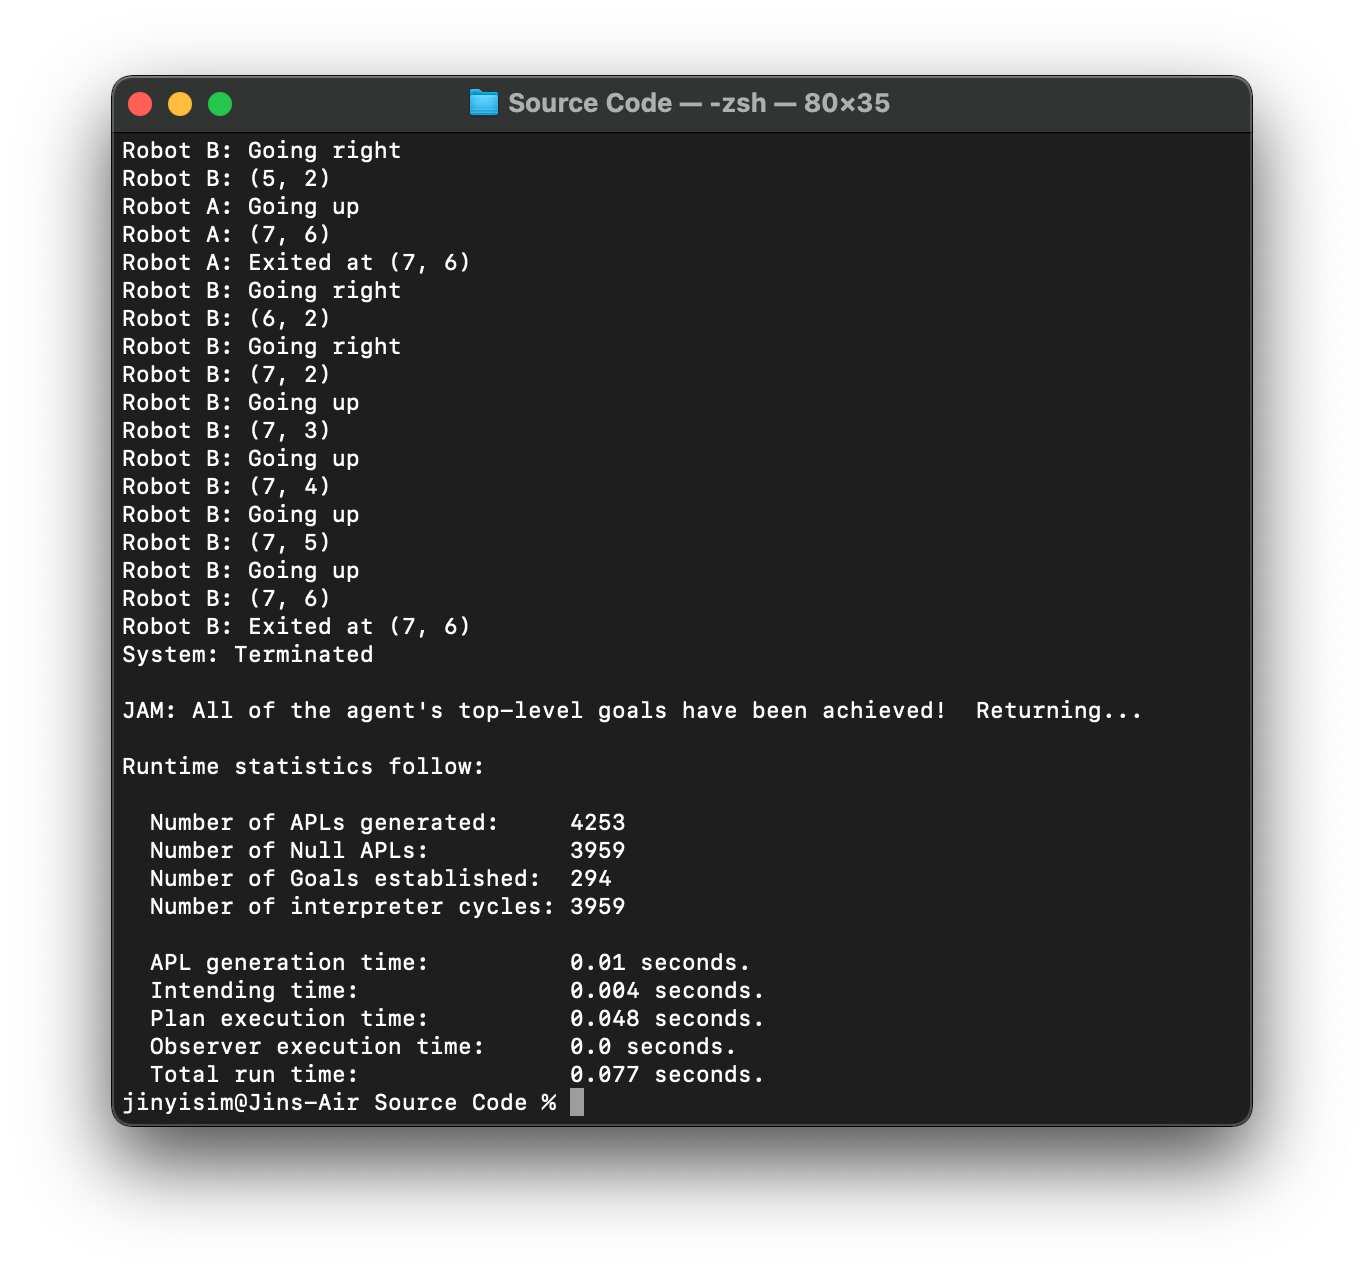 Source Code — -zsh — 80×35
Robot B: Going right
Robot B: (5, 2)
Robot A: Going up
Robot A: (7, 6)
Robot A: Exited at (7, 6)
Robot B: Going right
Robot B: (6, 2)
Robot B: Going right
Robot B: (7, 2)
Robot B: Going up
Robot B: (7, 3)
Robot B: Going up
Robot B: (7, 4)
Robot B: Going up
Robot B: (7, 5)
Robot B: Going up
Robot B: (7, 6)
Robot B: Exited at (7, 6)
System: Terminated
JAM: All of the agent's top-level goals have been achieved!  Returning...
Runtime statistics follow:
  Number of APLs generated:     4253
  Number of Null APLs:          3959
  Number of Goals established:  294
  Number of interpreter cycles: 3959
  APL generation time:          0.01 seconds.
  Intending time:               0.004 seconds.
  Plan execution time:          0.048 seconds.
  Observer execution time:      0.0 seconds.
  Total run time:               0.077 seconds.
jinyisim@Jins-Air Source Code %